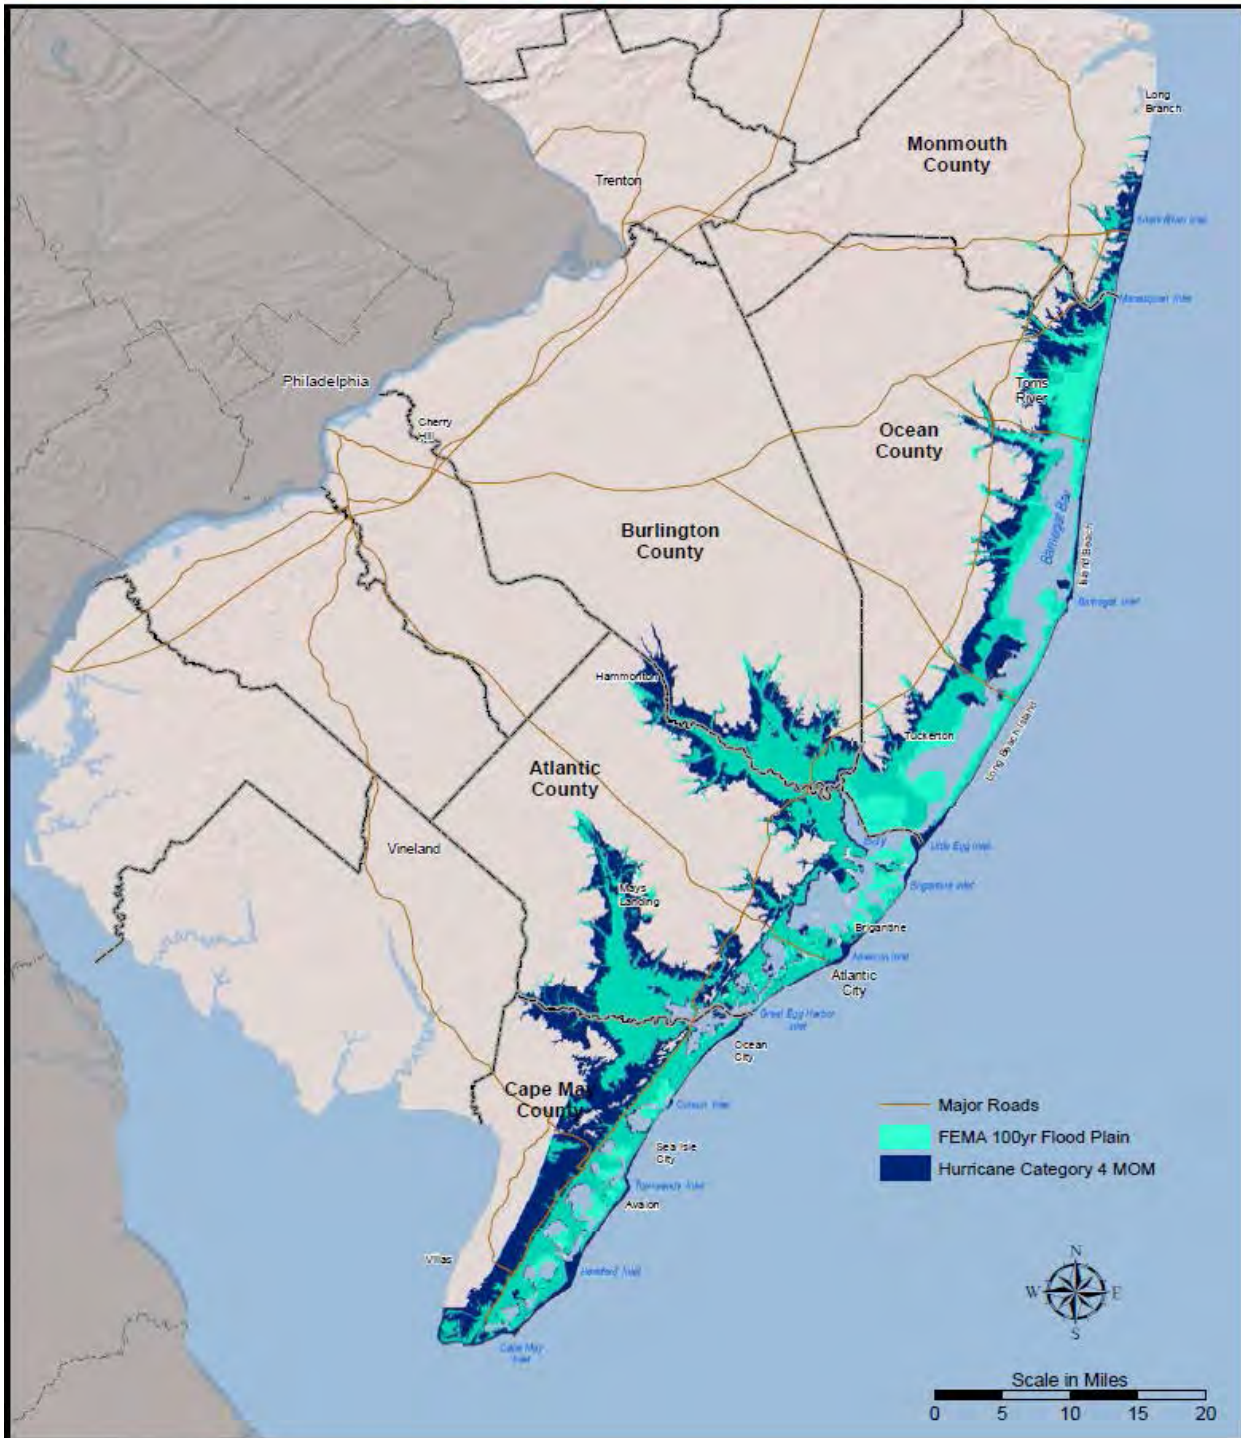 Long
Branch
Monmouth
County
Trenton
Shark River Inlet
Manasquan Inlet
Philadelphia
Toms
River
Cherry
Hill
Ocean
County
Barnegat Bay
Burlington
County
Island Beach
Barnegat Inlet
Hammonton
Tuckerton
Long Beach Island
Atlantic
County
Vineland
Bay
Little Egg Inlet
Mays
Landing
Brigantine Inlet
Brigantine
Absecon Inlet
Atlantic
City
Great Egg Harbor
Inlet
Ocean
City
Cape May
County
Corson Inlet
Sea Isle
City
Townsends Inlet
Avalon
Villas
Hereford Inlet
Cape May
Inlet
Major Roads
FEMA 100yr Flood Plain
Hurricane Category 4 MOM
N
W E
S
Scale in Miles
0 5 10 15 20